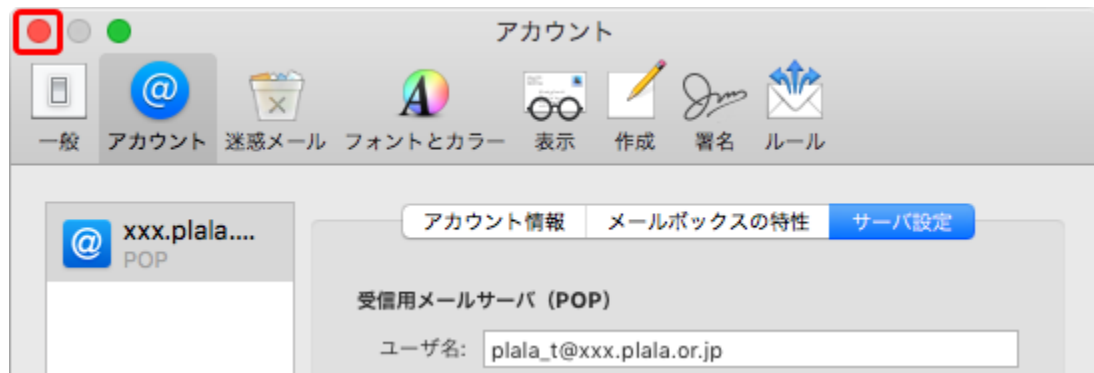 アカウント
一般 アカウント 迷惑メール フォントとカラー 表示 作成 署名 ルール
アカウント情報 メールボックスの特性 サーバ設定
xxx.plala....
POP
受信用メールサーバ（POP）
ユーザ名: plala_t@xxx.plala.or.jp